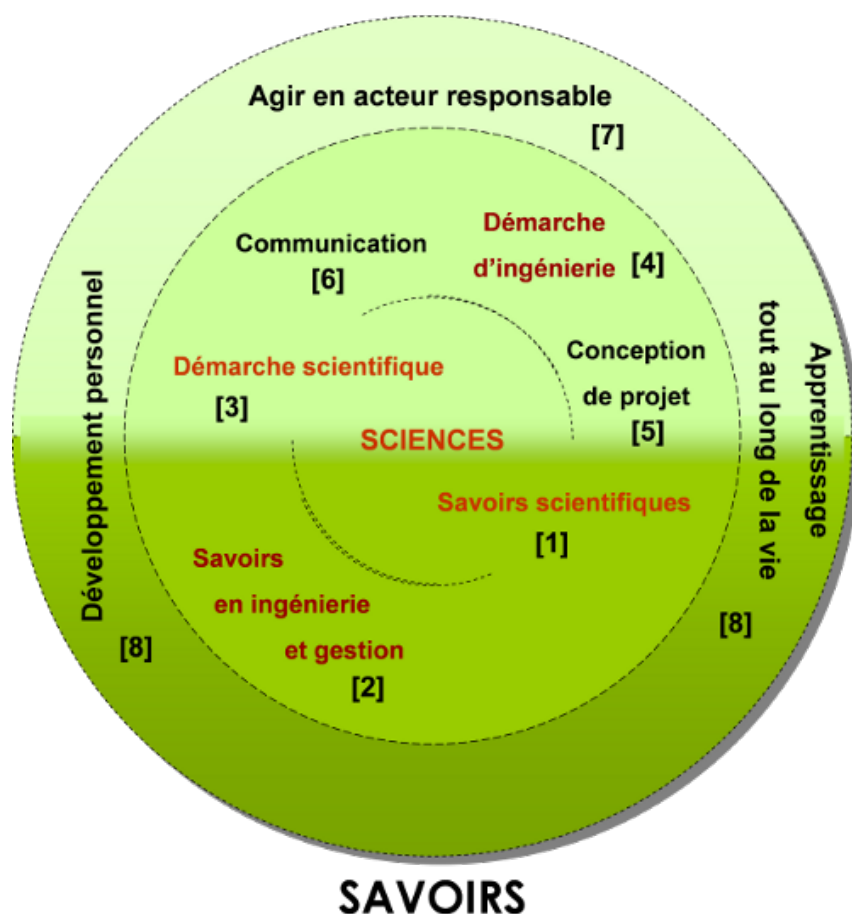 Agir en acteur responsable
[7]
Communication
[6]
Démarche
d'ingénierie [4]
Développement personnel
[8]
Démarche scientifique
[3]
Conception
de projet
[5]
Apprentissage
tout au long de la vie
[8]
SCIENCES
Savoirs scientifiques
[1]
Savoirs
en ingénierie
et gestion
[2]
SAVOIRS